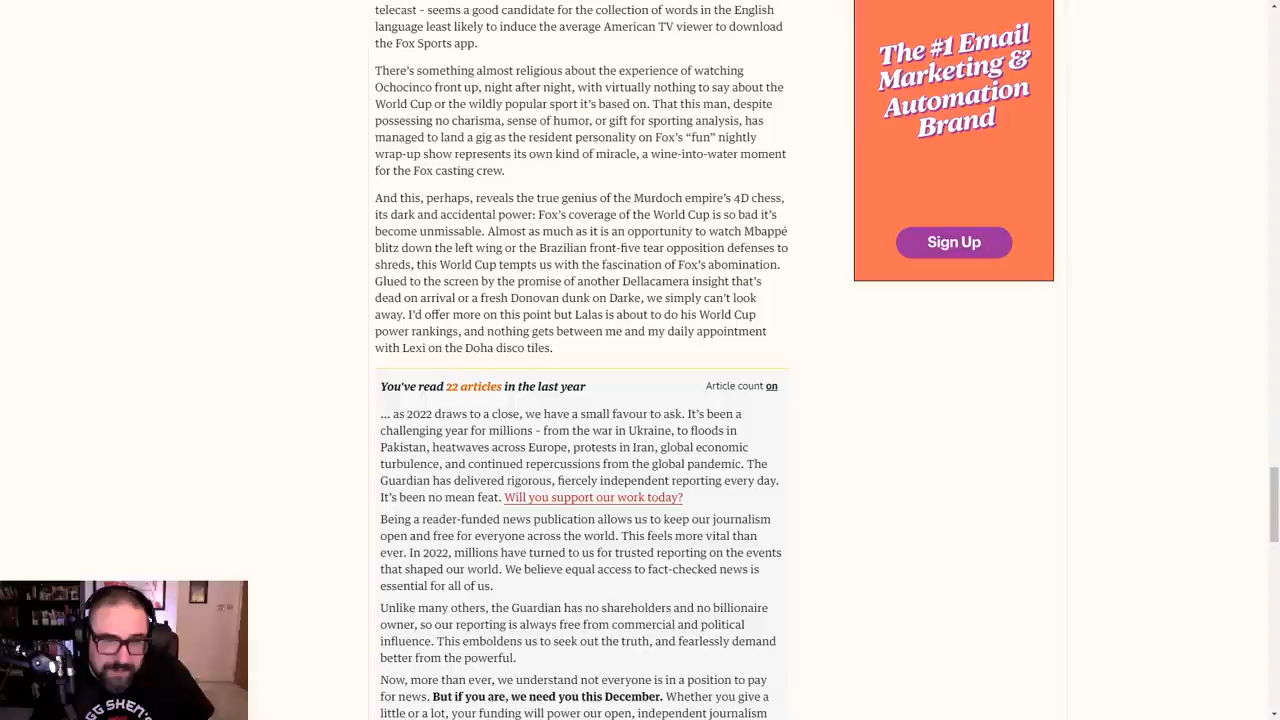 telecast – seems a good candidate for the collection of words in the English
language least likely to induce the average American TV viewer to download
the Fox Sports app.
There’s something almost religious about the experience of watching
Ochocinco front up, night after night, with virtually nothing to say about the
World Cup or the wildly popular sport it’s based on. That this man, despite
possessing no charisma, sense of humor, or gift for sporting analysis, has
managed to land a gig as the resident personality on Fox’s “fun” nightly
wrap-up show represents its own kind of miracle, a wine-into-water moment
for the Fox casting crew.
And this, perhaps, reveals the true genius of the Murdoch empire’s 4D chess,
its dark and accidental power: Fox’s coverage of the World Cup is so bad it’s
become unmissable. Almost as much as it is an opportunity to watch Mbappé
blitz down the left wing or the Brazilian front-five tear opposition defenses to
shreds, this World Cup tempts us with the fascination of Fox’s abomination.
Glued to the screen by the promise of another Dellacamera insight that’s
dead on arrival or a fresh Donovan dunk on Darke, we simply can’t look
away. I’d offer more on this point but Lalas is about to do his World Cup
power rankings, and nothing gets between me and my daily appointment
with Lexi on the Doha disco tiles.
You've read 22 articles in the last year
Article count on
... as 2022 draws to a close, we have a small favour to ask. It’s been a
challenging year for millions – from the war in Ukraine, to floods in
Pakistan, heatwaves across Europe, protests in Iran, global economic
turbulence, and continued repercussions from the global pandemic. The
Guardian has delivered rigorous, fiercely independent reporting every day.
It’s been no mean feat. Will you support our work today?
Being a reader-funded news publication allows us to keep our journalism
open and free for everyone across the world. This feels more vital than
ever. In 2022, millions have turned to us for trusted reporting on the events
that shaped our world. We believe equal access to fact-checked news is
essential for all of us.
Unlike many others, the Guardian has no shareholders and no billionaire
owner, so our reporting is always free from commercial and political
influence. This emboldens us to seek out the truth, and fearlessly demand
better from the powerful.
Now, more than ever, we understand not everyone is in a position to pay
for news. But if you are, we need you this December. Whether you give a
little or a lot, your funding will power our open, independent journalism
The #1 Email
Marketing &
Automation
Brand
Sign Up